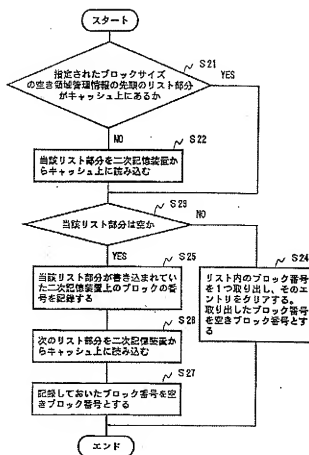 スタート
S21
指定されたブロックサイズ
の空き領域管理情報の先頭のリスト部分
がキャッシュ上にあるか
YES
NO
S22
当該リスト部分を二次記憶装置か
らキャッシュ上に読み込む
S23
当該リスト部分は空か
NO
YES
S25
当該リスト部分が書き込まれてい
た二次記憶装置上のブロックの番
号を記録する
S24
リスト内のブロック番号
を1つ取り出し、そのエ
ントリをクリアする。
取り出したブロック番号
を空きブロック番号とす
る
S26
次のリスト部分を二次記憶装置か
らキャッシュ上に読み込む
S27
記録しておいたブロック番号を空
きブロック番号とする
エンド